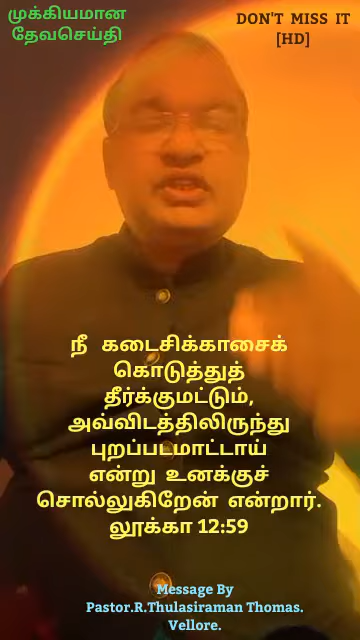 முக்கியமான
தேவசெய்தி
DON'T MISS IT
[HD]
நீ கடைசிக்காசைக்
கொடுத்துத்
தீர்க்குமட்டும்,
அவ்விடத்திலிருந்து
புறப்படமாட்டாய்
என்று உனக்குச்
சொல்லுகிறேன் என்றார்.
லூக்கா 12:59
Message By
Pastor.R.Thulasiraman Thomas.
Vellore.